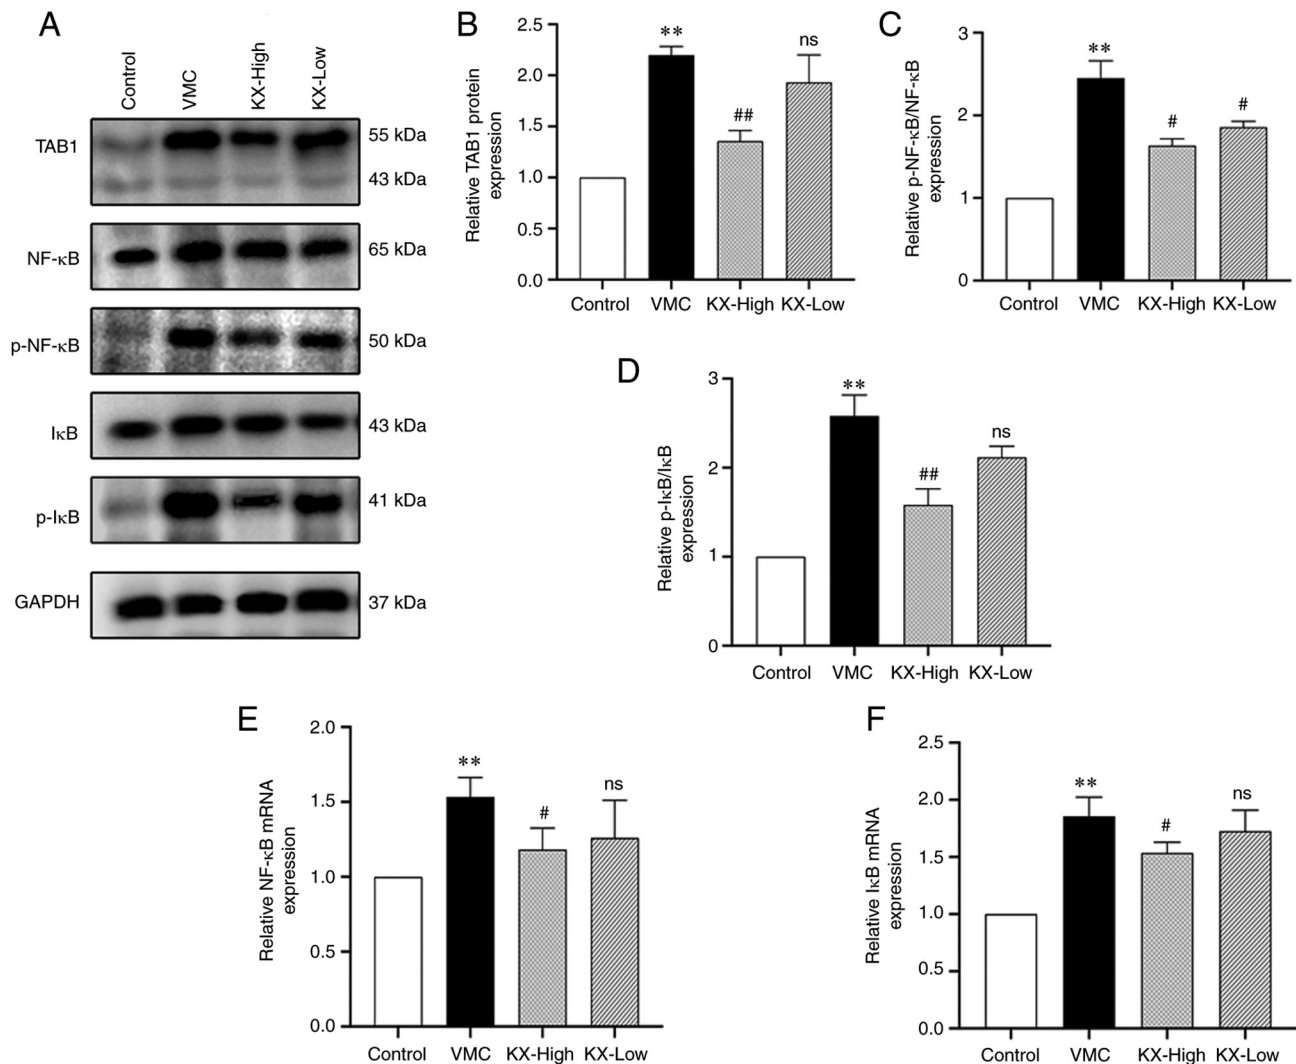 A
Control
VMC
KX-High
KX-Low
TAB1
55 kDa
43 kDa
NF-κB
65 kDa
p-NF-κB
50 kDa
IκB
43 kDa
p-IκB
41 kDa
GAPDH
37 kDa
B
Relative TAB1 protein
expression
2.5
2.0
1.5
1.0
0.5
0.0
**
##
ns
Control
VMC
KX-High
KX-Low
C
Relative p-NF-κB/NF-κB
expression
3
2
1
0
**
#
#
Control
VMC
KX-High
KX-Low
D
Relative p-IκB/IκB
expression
3
2
1
0
**
##
ns
Control
VMC
KX-High
KX-Low
E
Relative NF-κB mRNA
expression
2.0
1.5
1.0
0.5
0.0
**
#
ns
Control
VMC
KX-High
KX-Low
F
Relative IκB mRNA
expression
2.5
2.0
1.5
1.0
0.5
0.0
**
#
ns
Control
VMC
KX-High
KX-Low